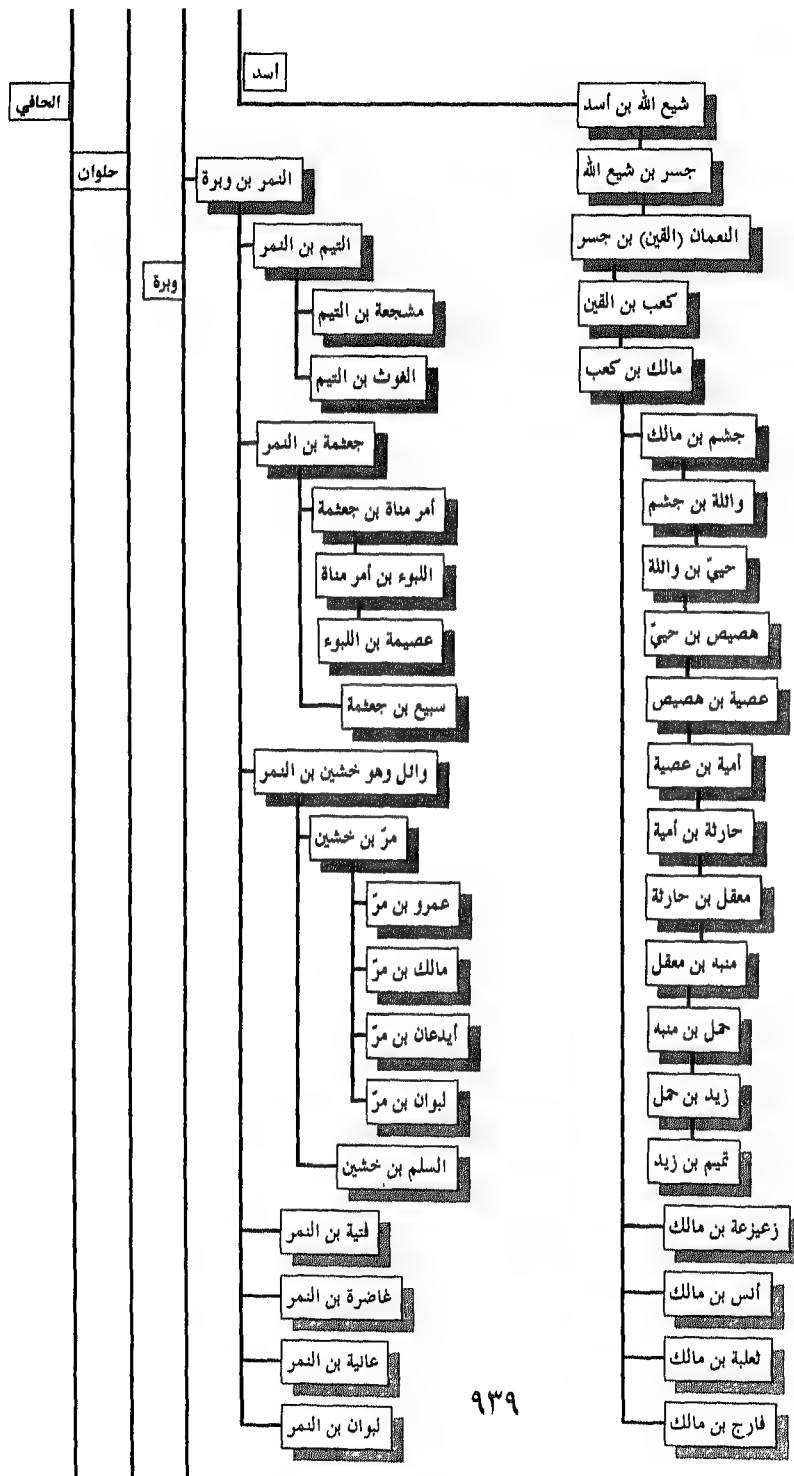 أسد
الحافي
شيع الله بن أسد
حلوان
النمر بن وبرة
جسر بن شيع الله
التيم بن النمر
النعمان (القين) بن جسر
وبرة
مشجعة بن التيم
كعب بن القين
الغوث بن التيم
مالك بن كعب
جعثمة بن النمر
جشم بن مالك
أمر مناة بن جعثمة
واللة بن جشم
اللبوء بن أمر مناة
حييّ بن واللة
عصيمة بن اللبوء
هصيص بن حييّ
سبيع بن جعثمة
عصية بن هصيص
وائل وهو خشين بن النمر
أمية بن عصية
مرّ بن خشين
حارثة بن أمية
عمرو بن مرّ
معقل بن حارثة
مالك بن مرّ
منبه بن معقل
أيدعان بن مرّ
حمل بن منبه
لبوان بن مرّ
زيد بن حمل
السلم بن خشين
تميم بن زيد
فتية بن النمر
زعيزعة بن مالك
غاضرة بن النمر
أنس بن مالك
عانية بن النمر
ثعلبة بن مالك
لبوان بن النمر
فارج بن مالك
٩٣٩